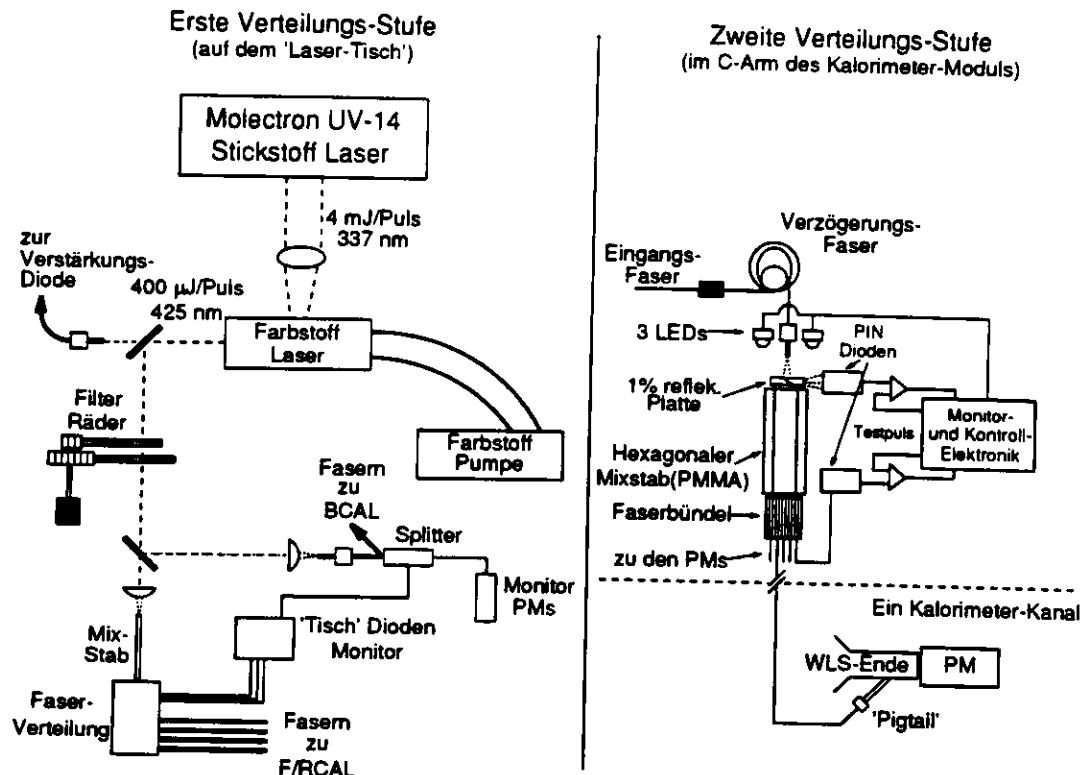 Erste Verteilungs-Stufe
(auf dem 'Laser-Tisch')
Molectron UV-14
Stickstoff Laser
4 mJ/Puls
337 nm
zur
Verstärkungs-
Diode
400 µJ/Puls
425 nm
Farbstoff
Laser
Filter
Räder
Farbstoff
Pumpe
Fasern
zu
BCAL
Splitter
Monitor
PMs
Mix-
Stab
'Tisch' Dioden
Monitor
Faser-
Verteilung
Fasern
zu
F/RCAL
Zweite Verteilungs-Stufe
(im C-Arm des Kalorimeter-Moduls)
Verzögerungs-
Faser
Eingangs-
Faser
3 LEDs
PIN
Dioden
1% reflek.
Platte
Testpuls
Monitor-
und Kontroll-
Elektronik
Hexagonaler
Mixstab(PMMA)
Faserbündel
zu den PMs
Ein Kalorimeter-Kanal
WLS-Ende
PM
'Pigtail'